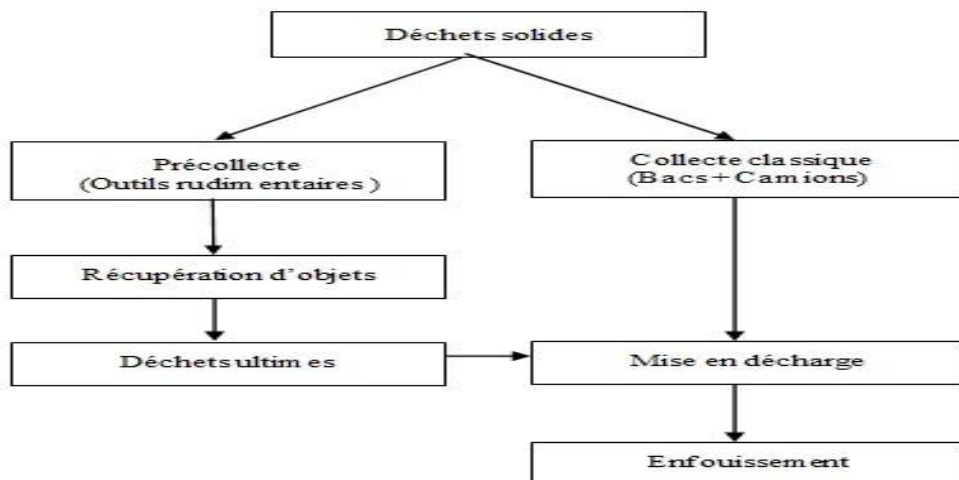 Déchets solides
Précollecte
(Outils rudimentaires)
Collecte classique
(Bacs + Camions)
Récupération d'objets
Déchets ultimes
Mise en décharge
Enfouissement